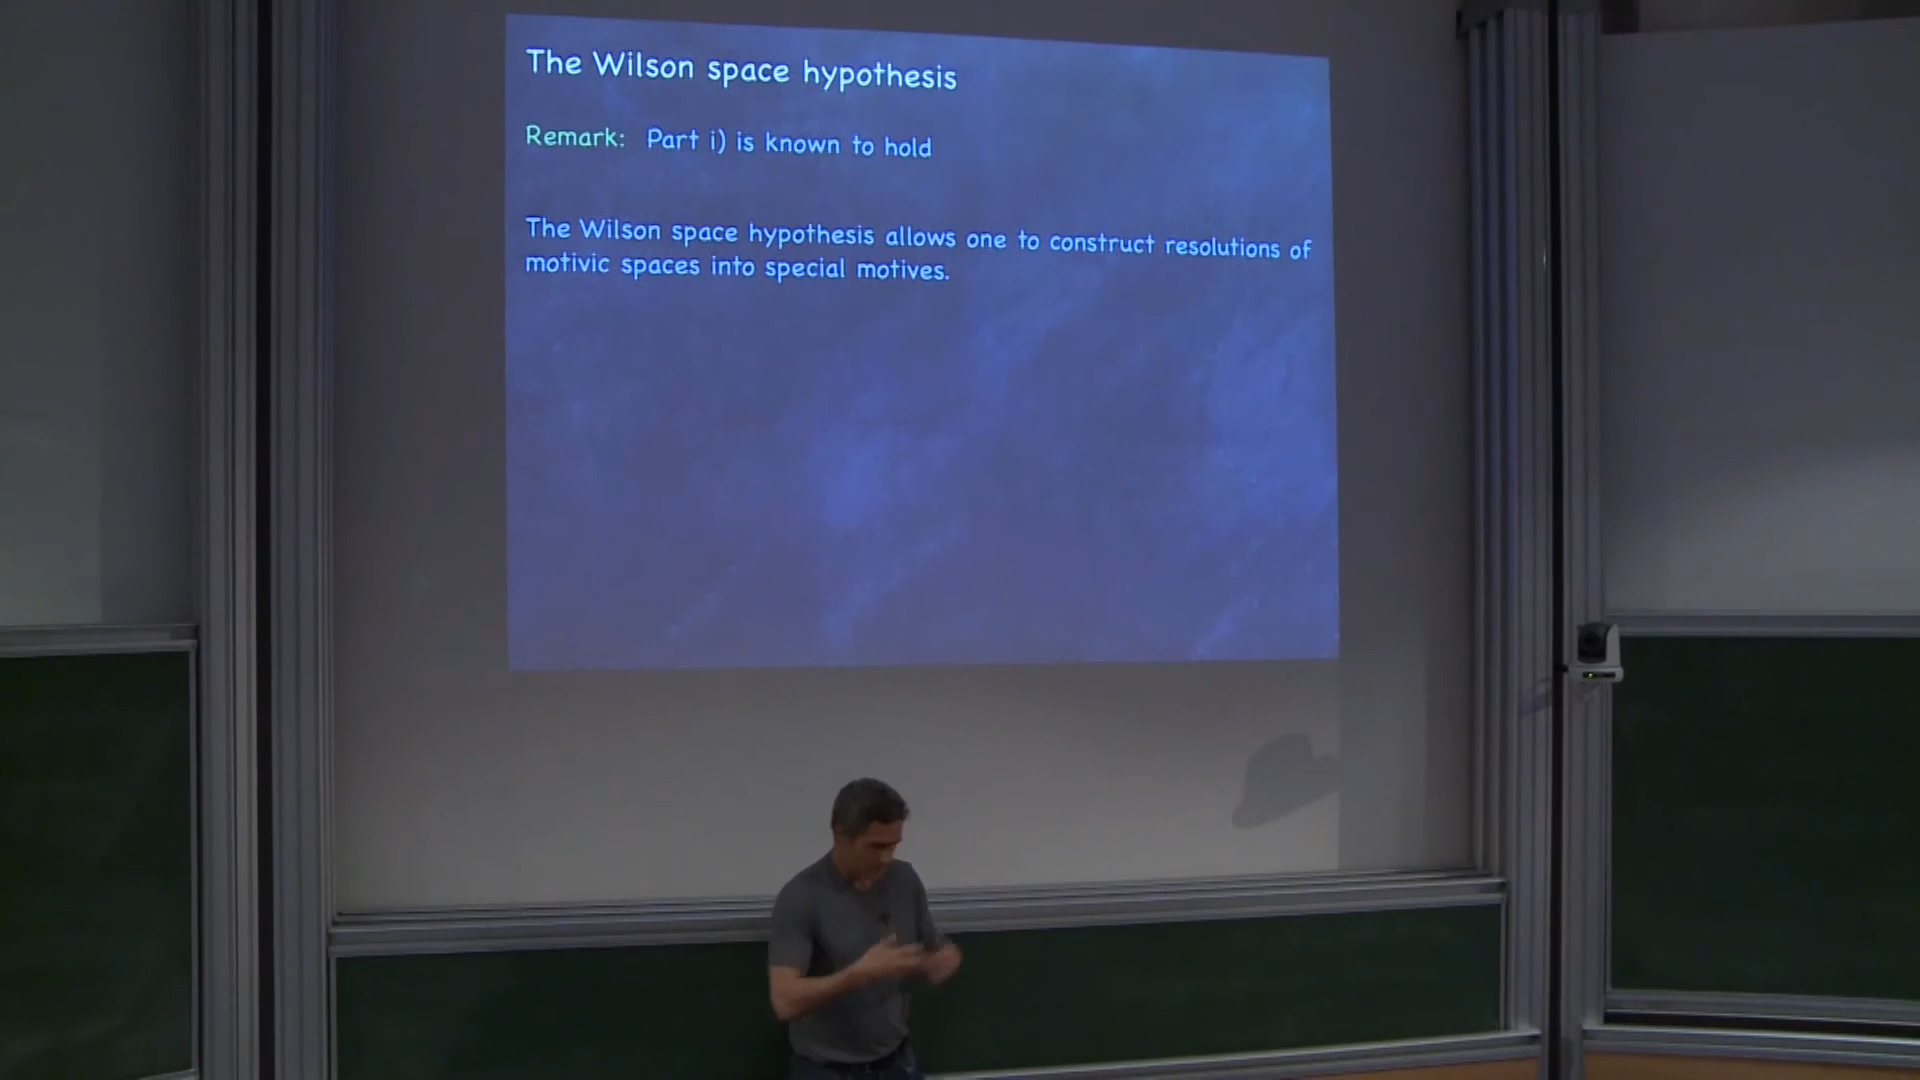 The Wilson space hypothesis
Remark: Part i) is known to hold
The Wilson space hypothesis allows one to construct resolutions of
motivic spaces into special motives.